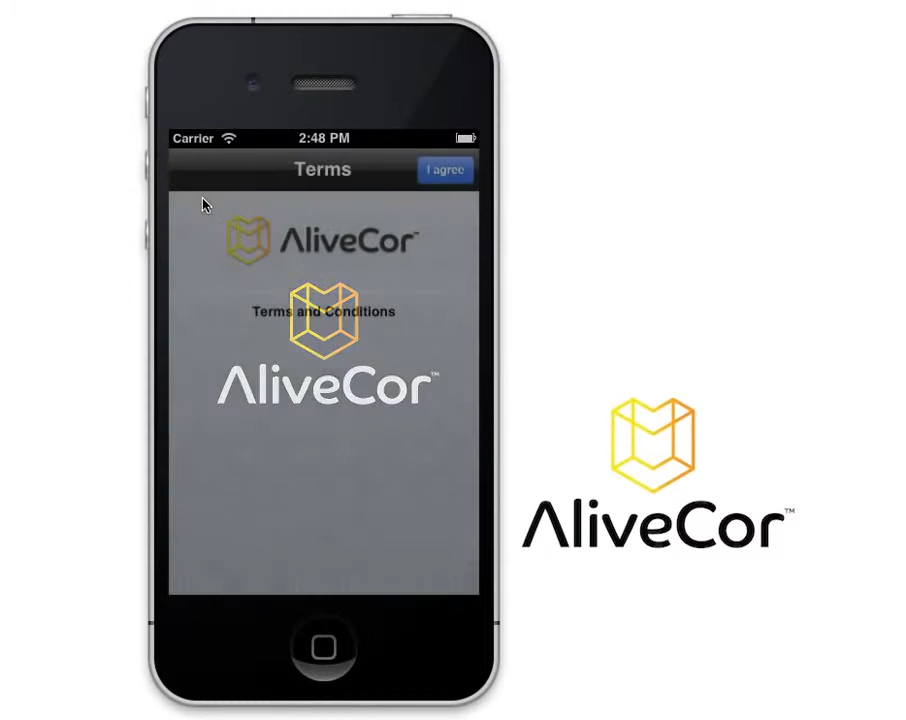 Carrier 2:48 PM
Terms I agree
AliveCor™
Terms and Conditions
AliveCor™
AliveCor™